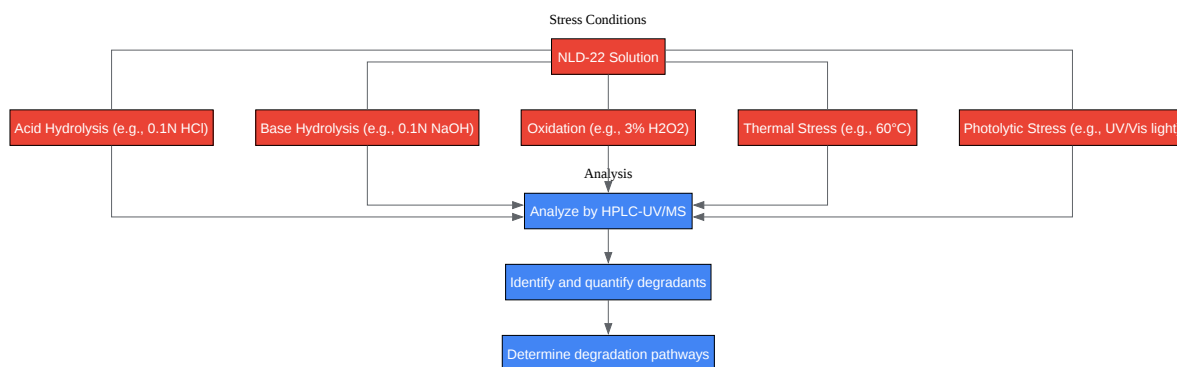 Stress Conditions
NLD-22 Solution
Acid Hydrolysis (e.g., 0.1N HCl)
Base Hydrolysis (e.g., 0.1N NaOH)
Oxidation (e.g., 3% H2O2)
Thermal Stress (e.g., 60°C)
Photolytic Stress (e.g., UV/Vis light
Analysis
Analyze by HPLC-UV/MS
Identify and quantify degradants
Determine degradation pathways